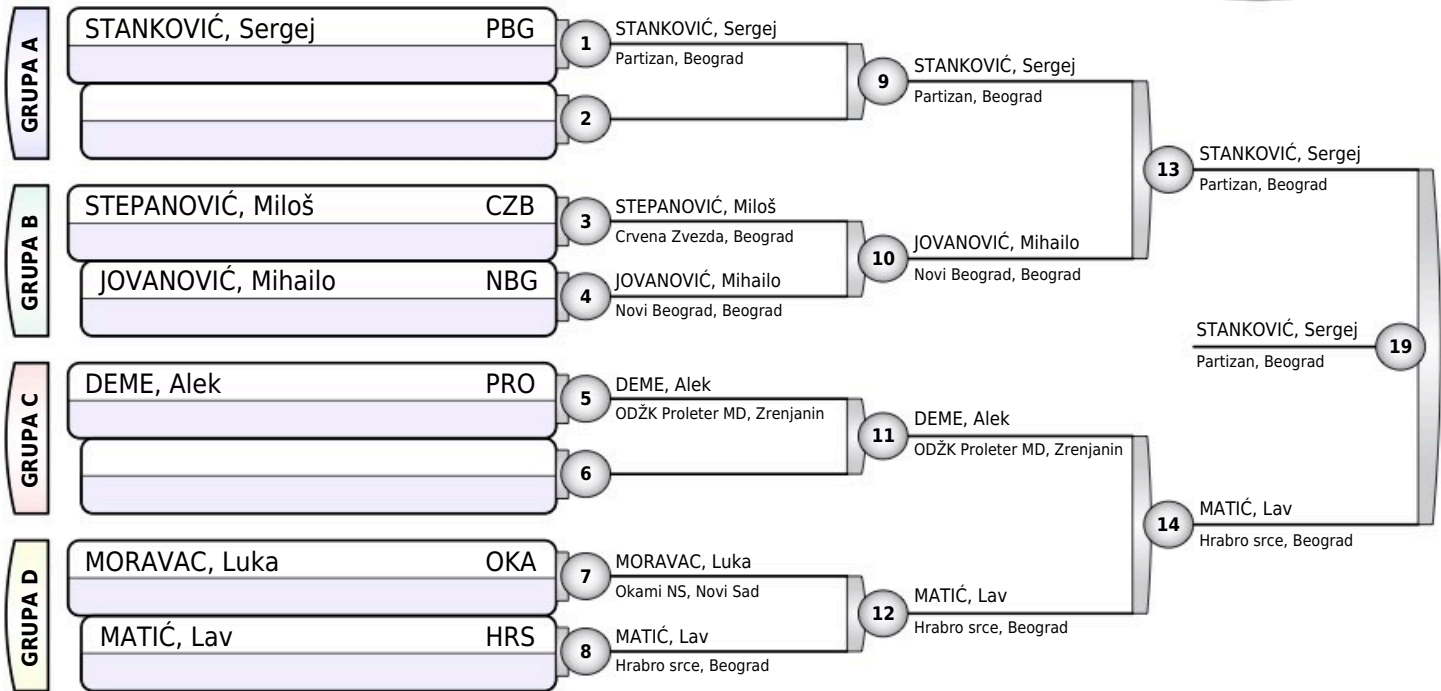 GRUPA A
STANKOVIĆ, Sergej PBG
1
STANKOVIĆ, Sergej
Partizan, Beograd
2
9
STANKOVIĆ, Sergej
Partizan, Beograd
GRUPA B
STEPANOVIĆ, Miloš CZB
3
STEPANOVIĆ, Miloš
Crvena Zvezda, Beograd
JOVANOVIĆ, Mihailo NBG
4
JOVANOVIĆ, Mihailo
Novi Beograd, Beograd
10
JOVANOVIĆ, Mihailo
Novi Beograd, Beograd
13
STANKOVIĆ, Sergej
Partizan, Beograd
GRUPA C
DEME, Alek PRO
5
DEME, Alek
ODŽK Proleter MD, Zrenjanin
6
11
DEME, Alek
ODŽK Proleter MD, Zrenjanin
GRUPA D
MORAVAC, Luka OKA
7
MORAVAC, Luka
Okami NS, Novi Sad
MATIĆ, Lav HRS
8
MATIĆ, Lav
Hrabro srce, Beograd
12
MATIĆ, Lav
Hrabro srce, Beograd
14
MATIĆ, Lav
Hrabro srce, Beograd
STANKOVIĆ, Sergej
Partizan, Beograd
19